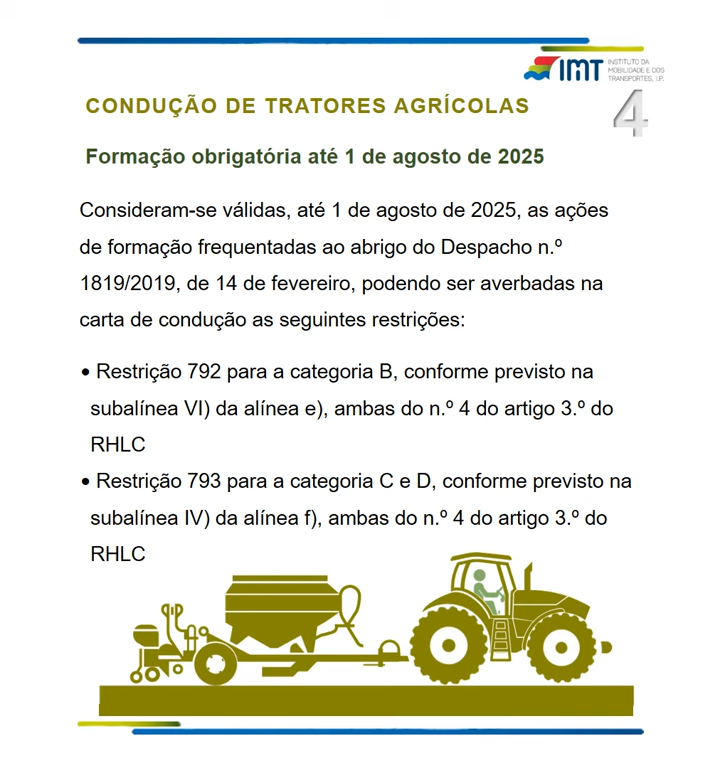 IMT INSTITUTO DA
MOBILIDADE E DOS
TRANSPORTES, I.P.
CONDUÇÃO DE TRATORES AGRÍCOLAS
4
Formação obrigatória até 1 de agosto de 2025
Consideram-se válidas, até 1 de agosto de 2025, as ações
de formação frequentadas ao abrigo do Despacho n.º
1819/2019, de 14 de fevereiro, podendo ser averbadas na
carta de condução as seguintes restrições:
• Restrição 792 para a categoria B, conforme previsto na
subalínea VI) da alínea e), ambas do n.º 4 do artigo 3.º do
RHLC
• Restrição 793 para a categoria C e D, conforme previsto na
subalínea IV) da alínea f), ambas do n.º 4 do artigo 3.º do
RHLC